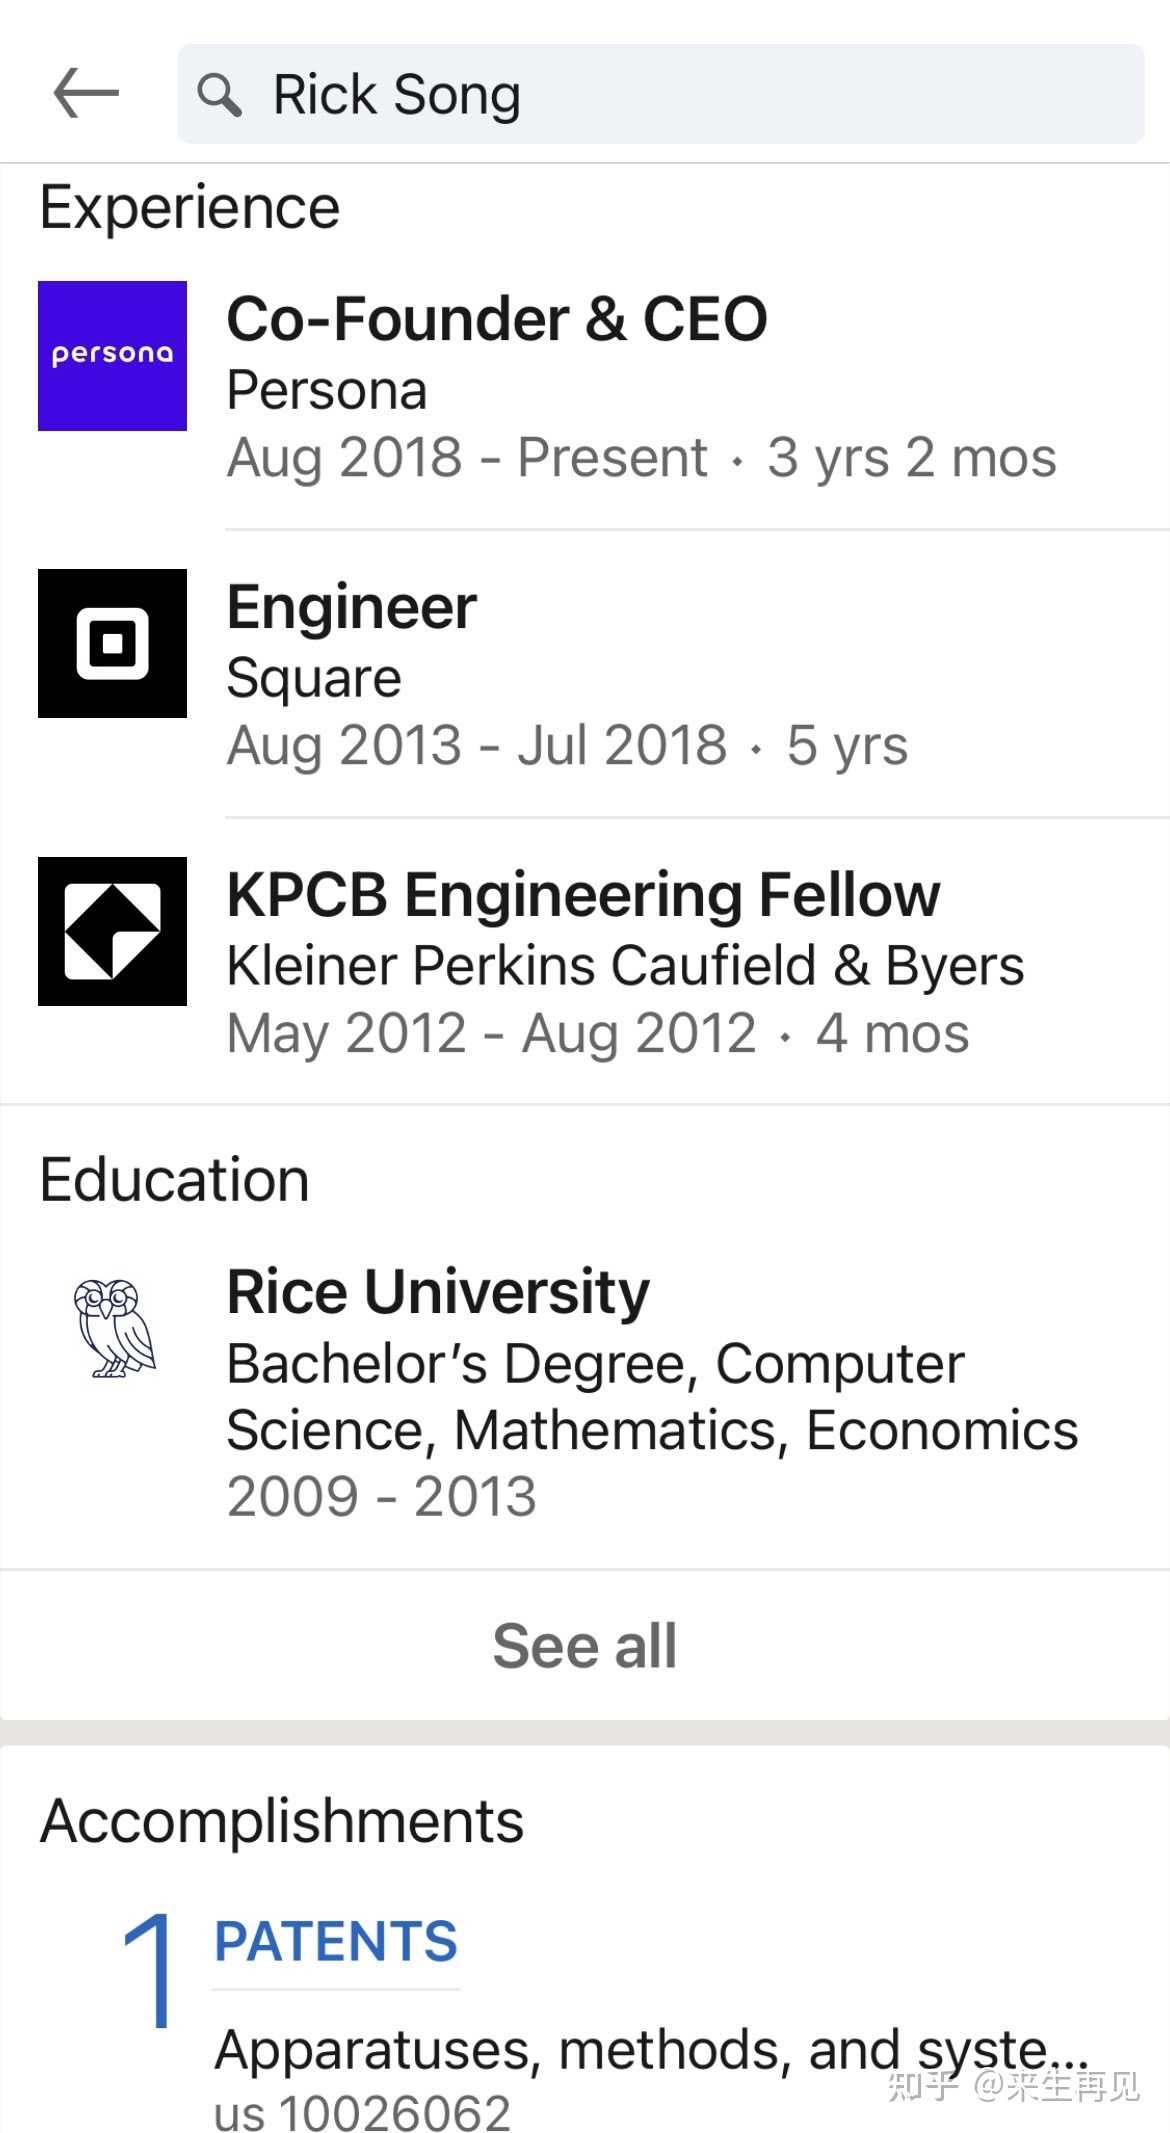 Rick Song
Experience
persona
Co-Founder & CEO
Persona
Aug 2018 - Present · 3 yrs 2 mos
Engineer
Square
Aug 2013 - Jul 2018 · 5 yrs
KPCB Engineering Fellow
Kleiner Perkins Caufield & Byers
May 2012 - Aug 2012 · 4 mos
Education
Rice University
Bachelor’s Degree, Computer
Science, Mathematics, Economics
2009 - 2013
See all
Accomplishments
1 PATENTS
Apparatuses, methods, and syste...
us 10026062
知乎 @来生再见